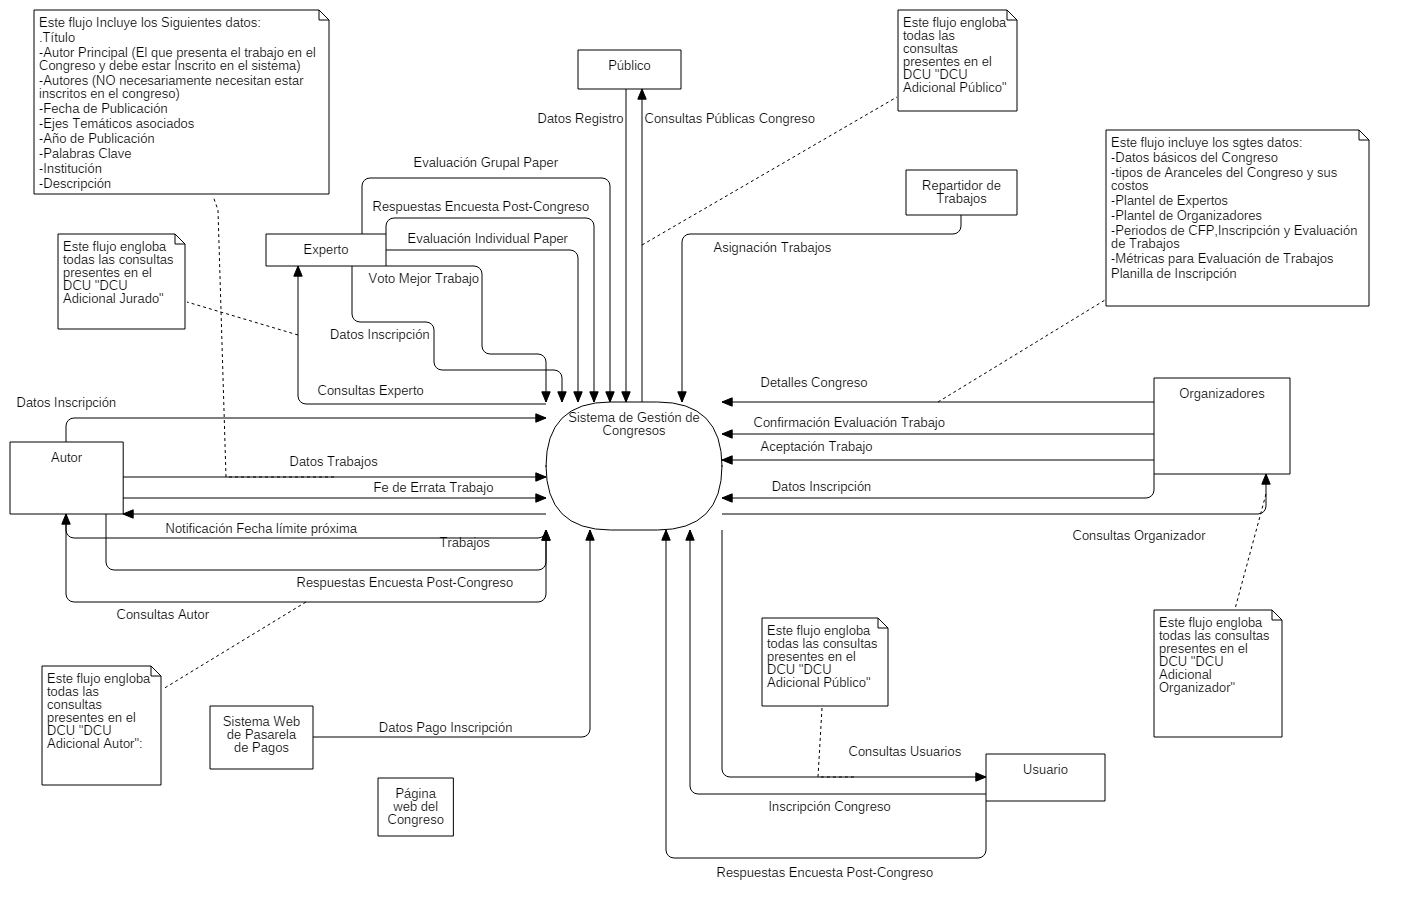 Este flujo Incluye los Siguientes datos:
.Título
-Autor Principal (El que presenta el trabajo en el
Congreso y debe estar Inscrito en el sistema)
-Autores (NO necesariamente necesitan estar
inscritos en el congreso)
-Fecha de Publicación
-Ejes Temáticos asociados
-Año de Publicación
-Palabras Clave
-Institución
-Descripción
Público
Este flujo engloba
todas las
consultas
presentes en el
DCU "DCU
Adicional Público"
Datos Registro
Consultas Públicas Congreso
Este flujo incluye los sgtes datos:
-Datos básicos del Congreso
-tipos de Aranceles del Congreso y sus
costos
-Plantel de Expertos
-Plantel de Organizadores
-Periodos de CFP,Inscripción y Evaluación
de Trabajos
-Métricas para Evaluación de Trabajos
Planilla de Inscripción
Evaluación Grupal Paper
Repartidor de
Trabajos
Respuestas Encuesta Post-Congreso
Evaluación Individual Paper
Experto
Asignación Trabajos
Este flujo engloba
todas las consultas
presentes en el
DCU "DCU
Adicional Jurado"
Voto Mejor Trabajo
Datos Inscripción
Consultas Experto
Detalles Congreso
Organizadores
Datos Inscripción
Sistema de Gestión de
Congresos
Confirmación Evaluación Trabajo
Aceptación Trabajo
Autor
Datos Trabajos
Fe de Errata Trabajo
Datos Inscripción
Notificación Fecha límite próxima
Trabajos
Consultas Organizador
Respuestas Encuesta Post-Congreso
Consultas Autor
Este flujo engloba
todas las consultas
presentes en el
DCU "DCU
Adicional Público"
Este flujo engloba
todas las consultas
presentes en el
DCU "DCU
Adicional
Organizador"
Este flujo engloba
todas las
consultas
presentes en el
DCU "DCU
Adicional Autor":
Sistema Web
de Pasarela
de Pagos
Datos Pago Inscripción
Consultas Usuarios
Usuario
Página
web del
Congreso
Inscripción Congreso
Respuestas Encuesta Post-Congreso